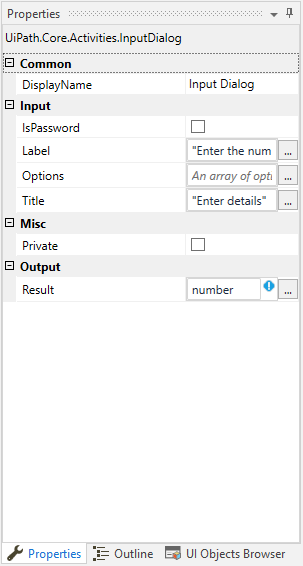 Properties
UiPath.Core.Activities.InputDialog
Common
DisplayName Input Dialog
Input
IsPassword
Label "Enter the num ...
Options An array of opti ...
Title "Enter details" ...
Misc
Private
Output
Result number ...
Properties Outline UI Objects Browser